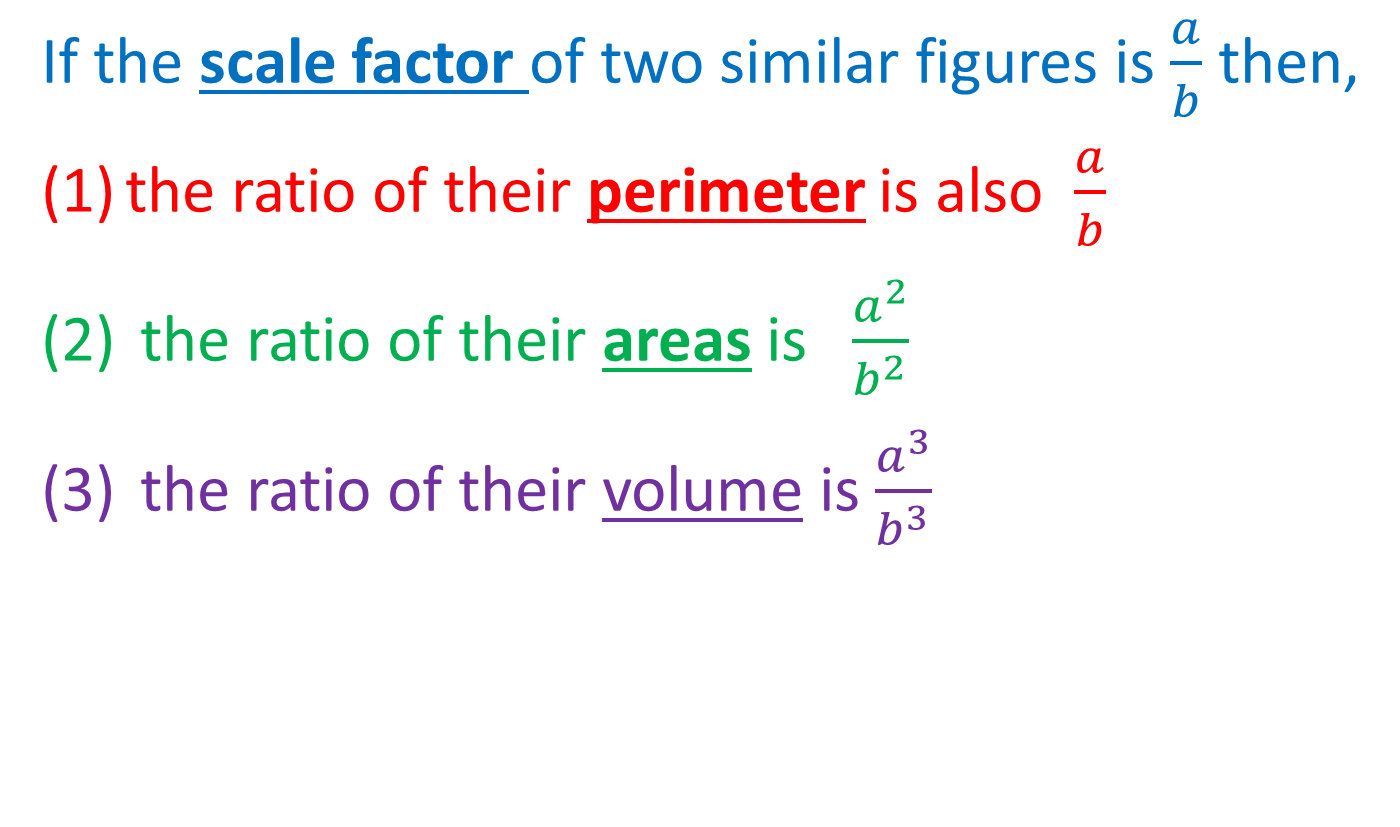 If the scale factor of two similar figures is a/b then,
(1) the ratio of their perimeter is also a/b
(2) the ratio of their areas is a²/b²
(3) the ratio of their volume is a³/b³